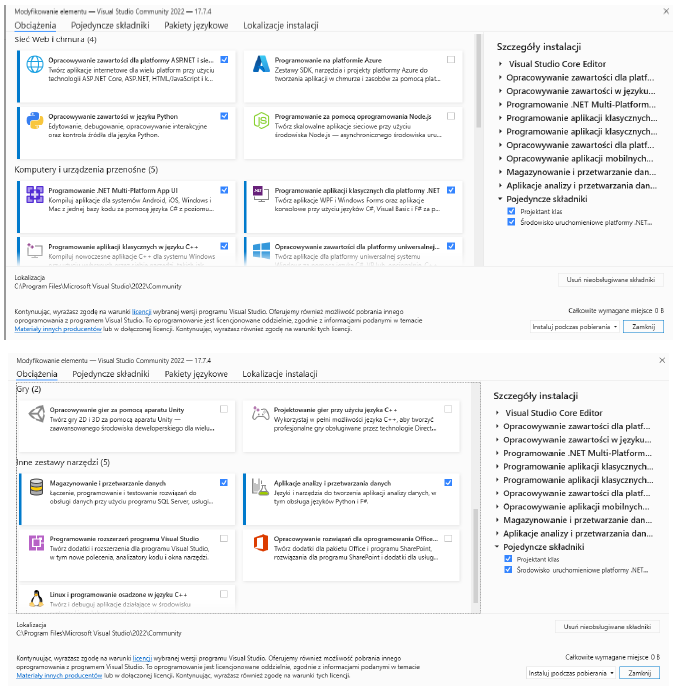 Modyfikowanie elementu — Visual Studio Community 2022 — 17.7.4
Obciążenia Pojedyncze składniki Pakiety językowe Lokalizacje instalacji
Sieć Web i chmura (4)
Opracowywanie zawartości dla platformy ASP.NET i sie...
Tworz aplikacje internetowe dla wielu platform przy użyciu
technologii ASP.NET Core, ASP.NET, HTML/JavaScript i k...
Programowanie na platformie Azure
Zestawy SDK, narzędzia i projekty platformy Azure do
tworzenia aplikacji w chmurze i zasobów za pomocą plat...
Opracowywanie zawartości w języku Python
Edytowanie, debugowanie, opracowywanie interakcyjne
oraz kontrola źródła dla języka Python.
Programowanie za pomocą oprogramowania Node.js
Twórz skalowalne aplikacje sieciowe przy użyciu
środowiska Node.js — asynchronicznego środowiska uru...
Komputery i urządzenia przenośne (5)
Programowanie .NET Multi-Platform App UI
Kompiluj aplikacje dla systemów Android, iOS, Windows i
Mac z jednej bazy kodu za pomocą języka C# z poziomu...
Programowanie aplikacji klasycznych dla platformy .NET
Twórz aplikacje WPF i Windows Forms oraz aplikacje
konsolowe przy użyciu języków C#, Visual Basic i F# za p...
Programowanie aplikacji klasycznych w języku C++
Kompiluj nowoczesne aplikacje C++ dla systemu Windows
Opracowywanie zawartości dla platformy uniwersalnej...
Twórz aplikacje dla platformy uniwersalnej systemu
Szczegóły instalacji
Visual Studio Core Editor
Opracowywanie zawartości dla platf...
Opracowywanie zawartości w języku...
Programowanie .NET Multi-Platform...
Programowanie aplikacji klasycznych...
Programowanie aplikacji klasycznych...
Opracowywanie zawartości dla platf...
Opracowywanie aplikacji mobilnych...
Magazynowanie i przetwarzanie dan...
Aplikacje analizy i przetwarzania dan...
Pojedyncze składniki
Projektant klas
Środowisko uruchomieniowe platformy .NET...
Lokalizacja
C:\Program Files\Microsoft Visual Studio\2022\Community
Usuń nieobsługiwane składniki
Kontynuując, wyrażasz zgodę na warunki licencji wybranej wersji programu Visual Studio. Oferujemy również możliwość pobrania innego
oprogramowania z programem Visual Studio. To oprogramowanie jest licencjonowane oddzielnie, zgodnie z informacjami podanymi w temacie
Materiały innych producentów lub w dołączonej licencji. Kontynuując, wyrażasz również zgodę na warunki tych licencji.
Całkowite wymagane miejsce 0 B
Instaluj podczas pobierania Zamknij
Modyfikowanie elementu — Visual Studio Community 2022 — 17.7.4
Obciążenia Pojedyncze składniki Pakiety językowe Lokalizacje instalacji
Gry (2)
Opracowywanie gier za pomocą aparatu Unity
Twórz gry 2D i 3D za pomocą aparatu Unity —
zaawansowanego środowiska deweloperskiego dla wielu...
Projektowanie gier przy użyciu języka C++
Wykorzystaj w pełni możliwości języka C++, aby tworzyć
profesjonalne gry obsługiwane przez technologie Direct...
Inne zestawy narzędzi (5)
Magazynowanie i przetwarzanie danych
Łączenie, programowanie i testowanie rozwiązań do
obsługi danych przy użyciu programu SQL Server, usługi...
Aplikacje analizy i przetwarzania danych
Języki i narzędzia do tworzenia aplikacji analizy danych, w
tym obsługa języków Python i F#.
Programowanie rozszerzeń programu Visual Studio
Twórz dodatki i rozszerzenia dla programu Visual Studio,
w tym nowe polecenia, analizatory kodu i okna narzędzi.
Opracowywanie rozwiązań dla oprogramowania Office...
Twórz dodatki dla pakietu Office i programu SharePoint,
rozwiązania dla programu SharePoint i dodatki dla usług...
Linux i programowanie osadzone w języku C++
Twórz i debuguj aplikacje działające w środowisku
Szczegóły instalacji
Visual Studio Core Editor
Opracowywanie zawartości dla platf...
Opracowywanie zawartości w języku...
Programowanie .NET Multi-Platform...
Programowanie aplikacji klasycznych...
Programowanie aplikacji klasycznych...
Opracowywanie zawartości dla platf...
Opracowywanie aplikacji mobilnych...
Magazynowanie i przetwarzanie dan...
Aplikacje analizy i przetwarzania dan...
Pojedyncze składniki
Projektant klas
Środowisko uruchomieniowe platformy .NET...
Lokalizacja
C:\Program Files\Microsoft Visual Studio\2022\Community
Usuń nieobsługiwane składniki
Kontynuując, wyrażasz zgodę na warunki licencji wybranej wersji programu Visual Studio. Oferujemy również możliwość pobrania innego
oprogramowania z programem Visual Studio. To oprogramowanie jest licencjonowane oddzielnie, zgodnie z informacjami podanymi w temacie
Materiały innych producentów lub w dołączonej licencji. Kontynuując, wyrażasz również zgodę na warunki tych licencji.
Całkowite wymagane miejsce 0 B
Instaluj podczas pobierania Zamknij